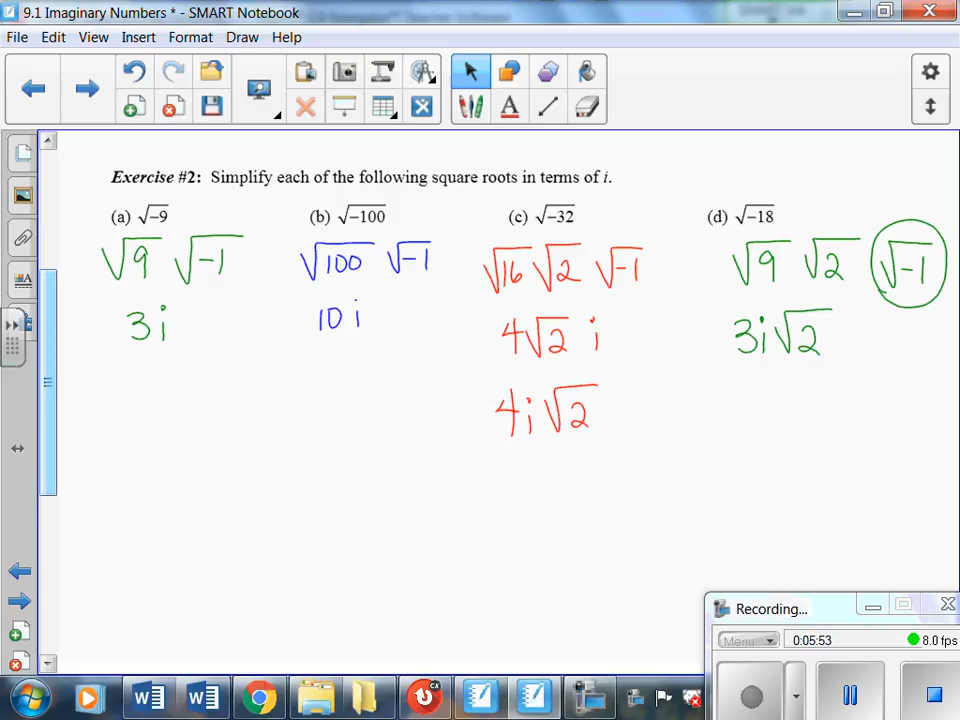 9.1 Imaginary Numbers * - SMART Notebook
File Edit View Insert Format Draw Help
Exercise #2: Simplify each of the following square roots in terms of i.
(a) √-9 (b) √-100 (c) √-32 (d) √-18
√9 √-1 √100 √-1 √16 √2 √-1 √9 √2 √-1
3i 10i 4√2 i 3i√2
4i√2
Recording...
Menu 0:05:53 8.0 fps